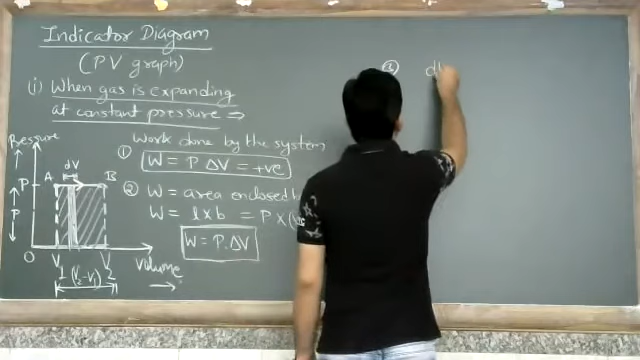 Indicator Diagram
(PV graph)
(i) When gas is expanding
at constant pressure ⇒
Work done by the system
① W = P ΔV = +ve
② W = area enclosed
W = l x b = P x (
W = P.ΔV
Pressure
P
P
A
dV
B
O
V1
V2
(V2-V1)
Volume
③